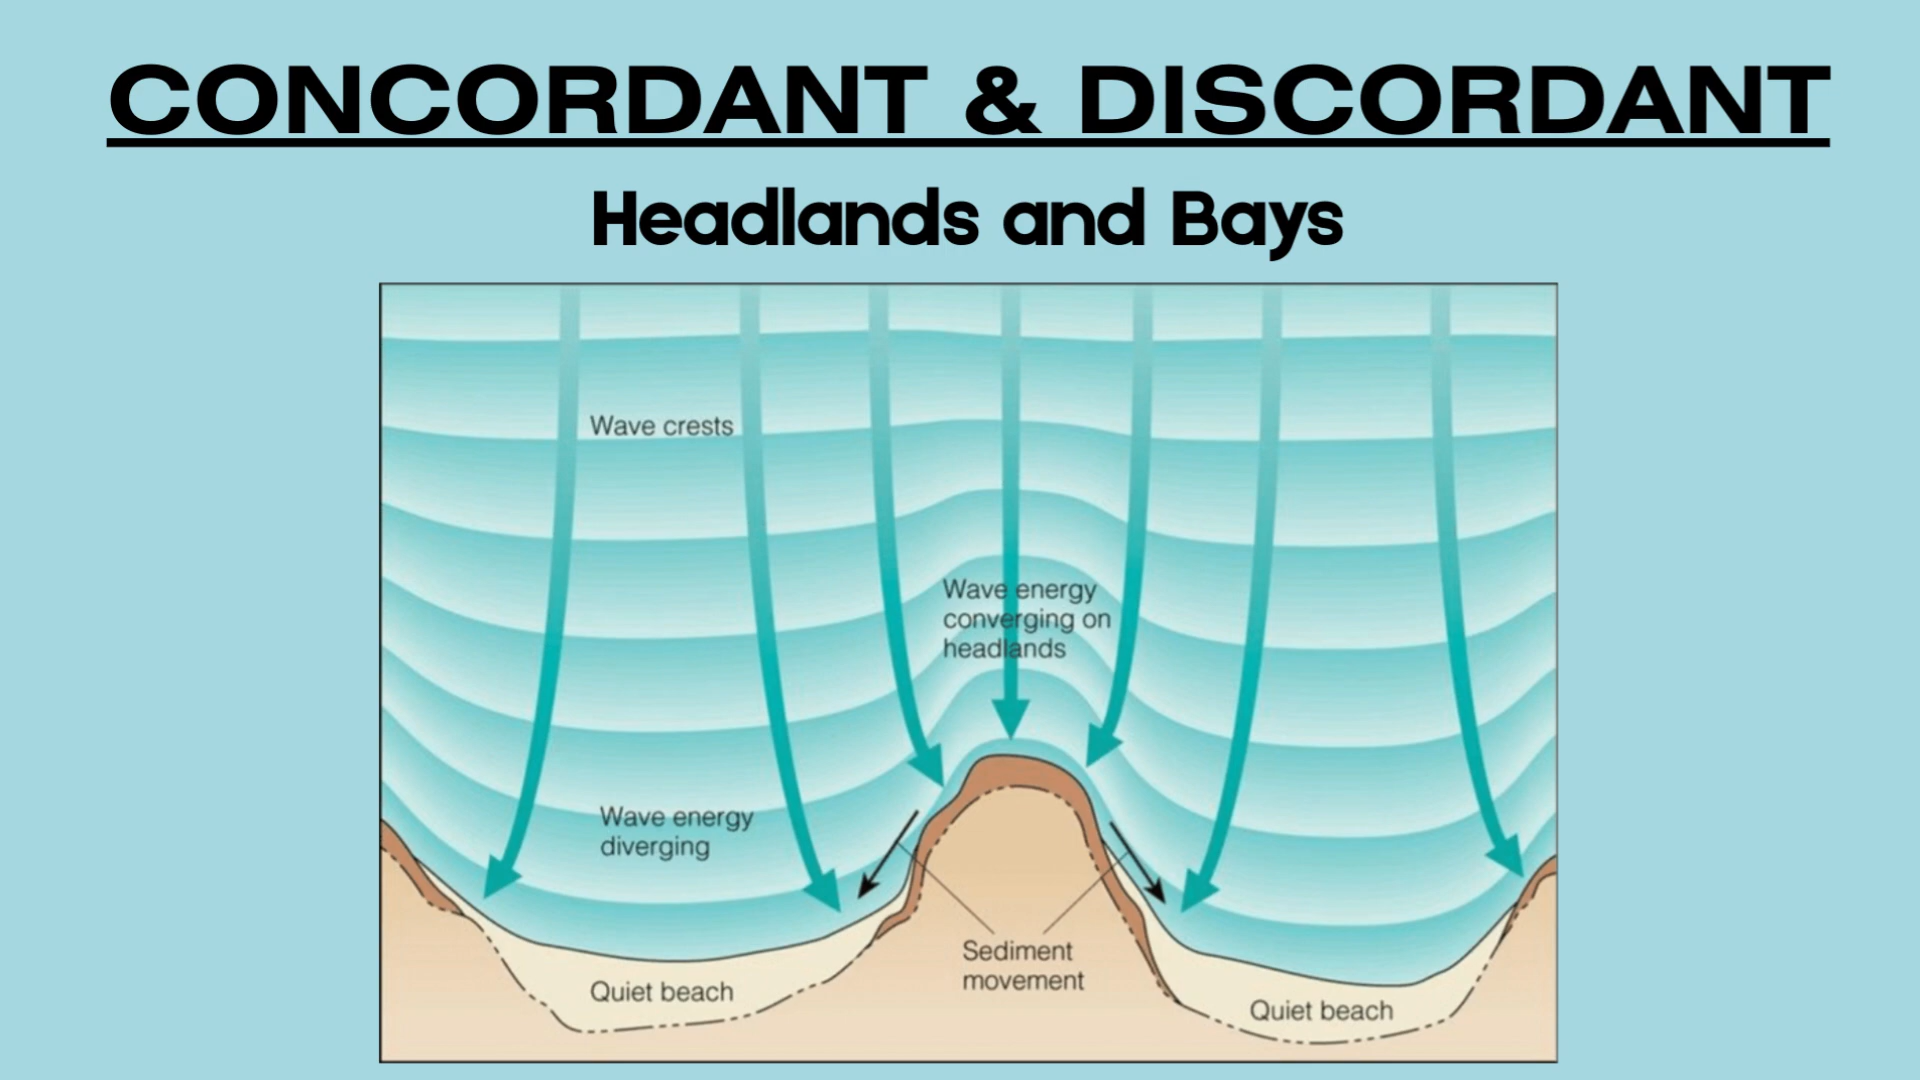 CONCORDANT & DISCORDANT
Headlands and Bays
Wave crests
Wave energy
converging on
headlands
Wave energy
diverging
Sediment
movement
Quiet beach
Quiet beach